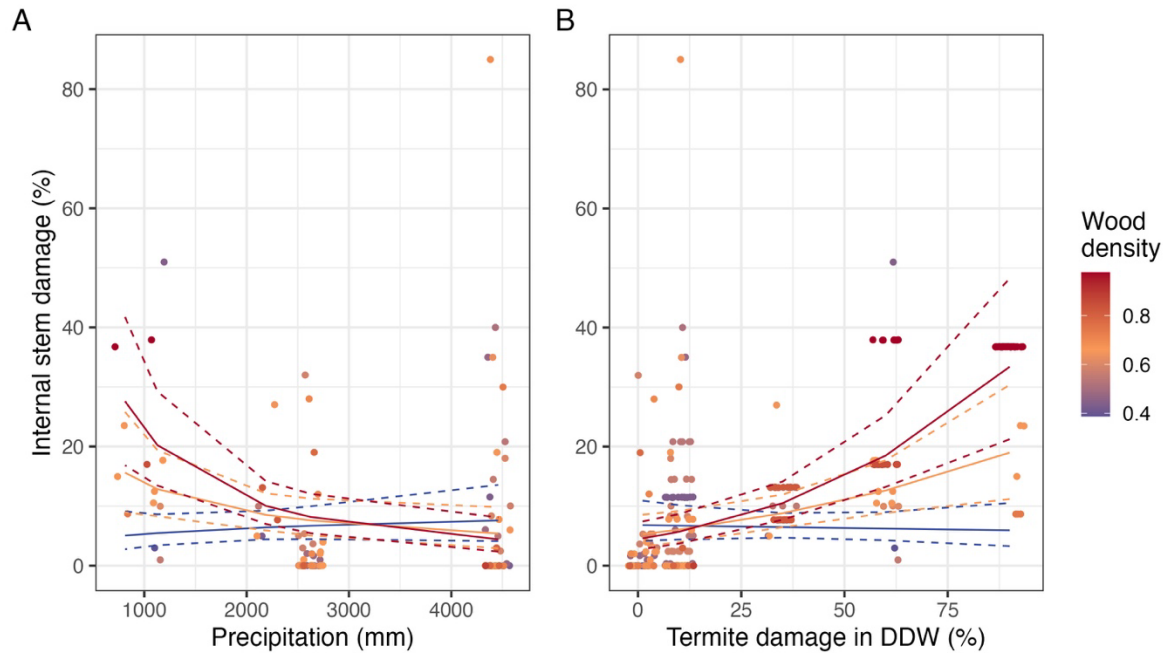 A
B
Internal stem damage (%)
80
60
40
20
0
1000 2000 3000 4000
Precipitation (mm)
80
60
40
20
0
0 25 50 75
Termite damage in DDW (%)
Wood
density
0.8
0.6
0.4